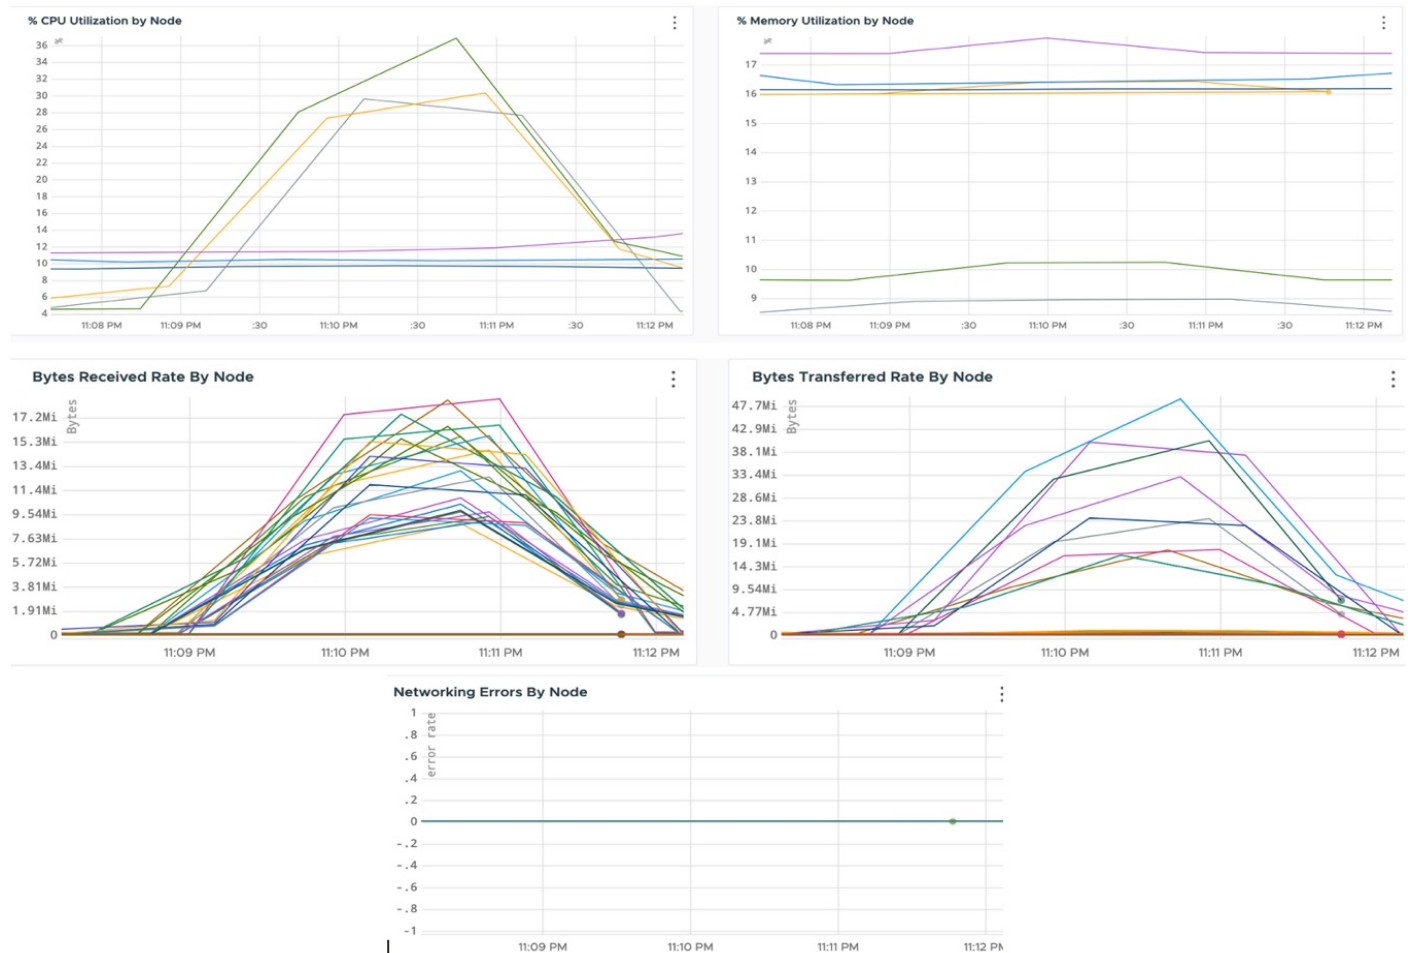 % CPU Utilization by Node
36
34
32
30
28
26
24
22
20
18
16
14
12
10
8
6
4
11:08 PM 11:09 PM :30 11:10 PM :30 11:11 PM :30 11:12 PM
% Memory Utilization by Node
17
16
15
14
13
12
11
10
9
11:08 PM 11:09 PM :30 11:10 PM :30 11:11 PM :30 11:12 PM
Bytes Received Rate By Node
Bytes
17.2Mi
15.3Mi
13.4Mi
11.4Mi
9.54Mi
7.63Mi
5.72Mi
3.81Mi
1.91Mi
0
11:09 PM 11:10 PM 11:11 PM 11:12 PM
Bytes Transferred Rate By Node
Bytes
47.7Mi
42.9Mi
38.1Mi
33.4Mi
28.6Mi
23.8Mi
19.1Mi
14.3Mi
9.54Mi
4.77Mi
0
11:09 PM 11:10 PM 11:11 PM 11:12 PM
Networking Errors By Node
error rate
1
.8
.6
.4
.2
0
-.2
-.4
-.6
-.8
-1
11:09 PM 11:10 PM 11:11 PM 11:12 PM